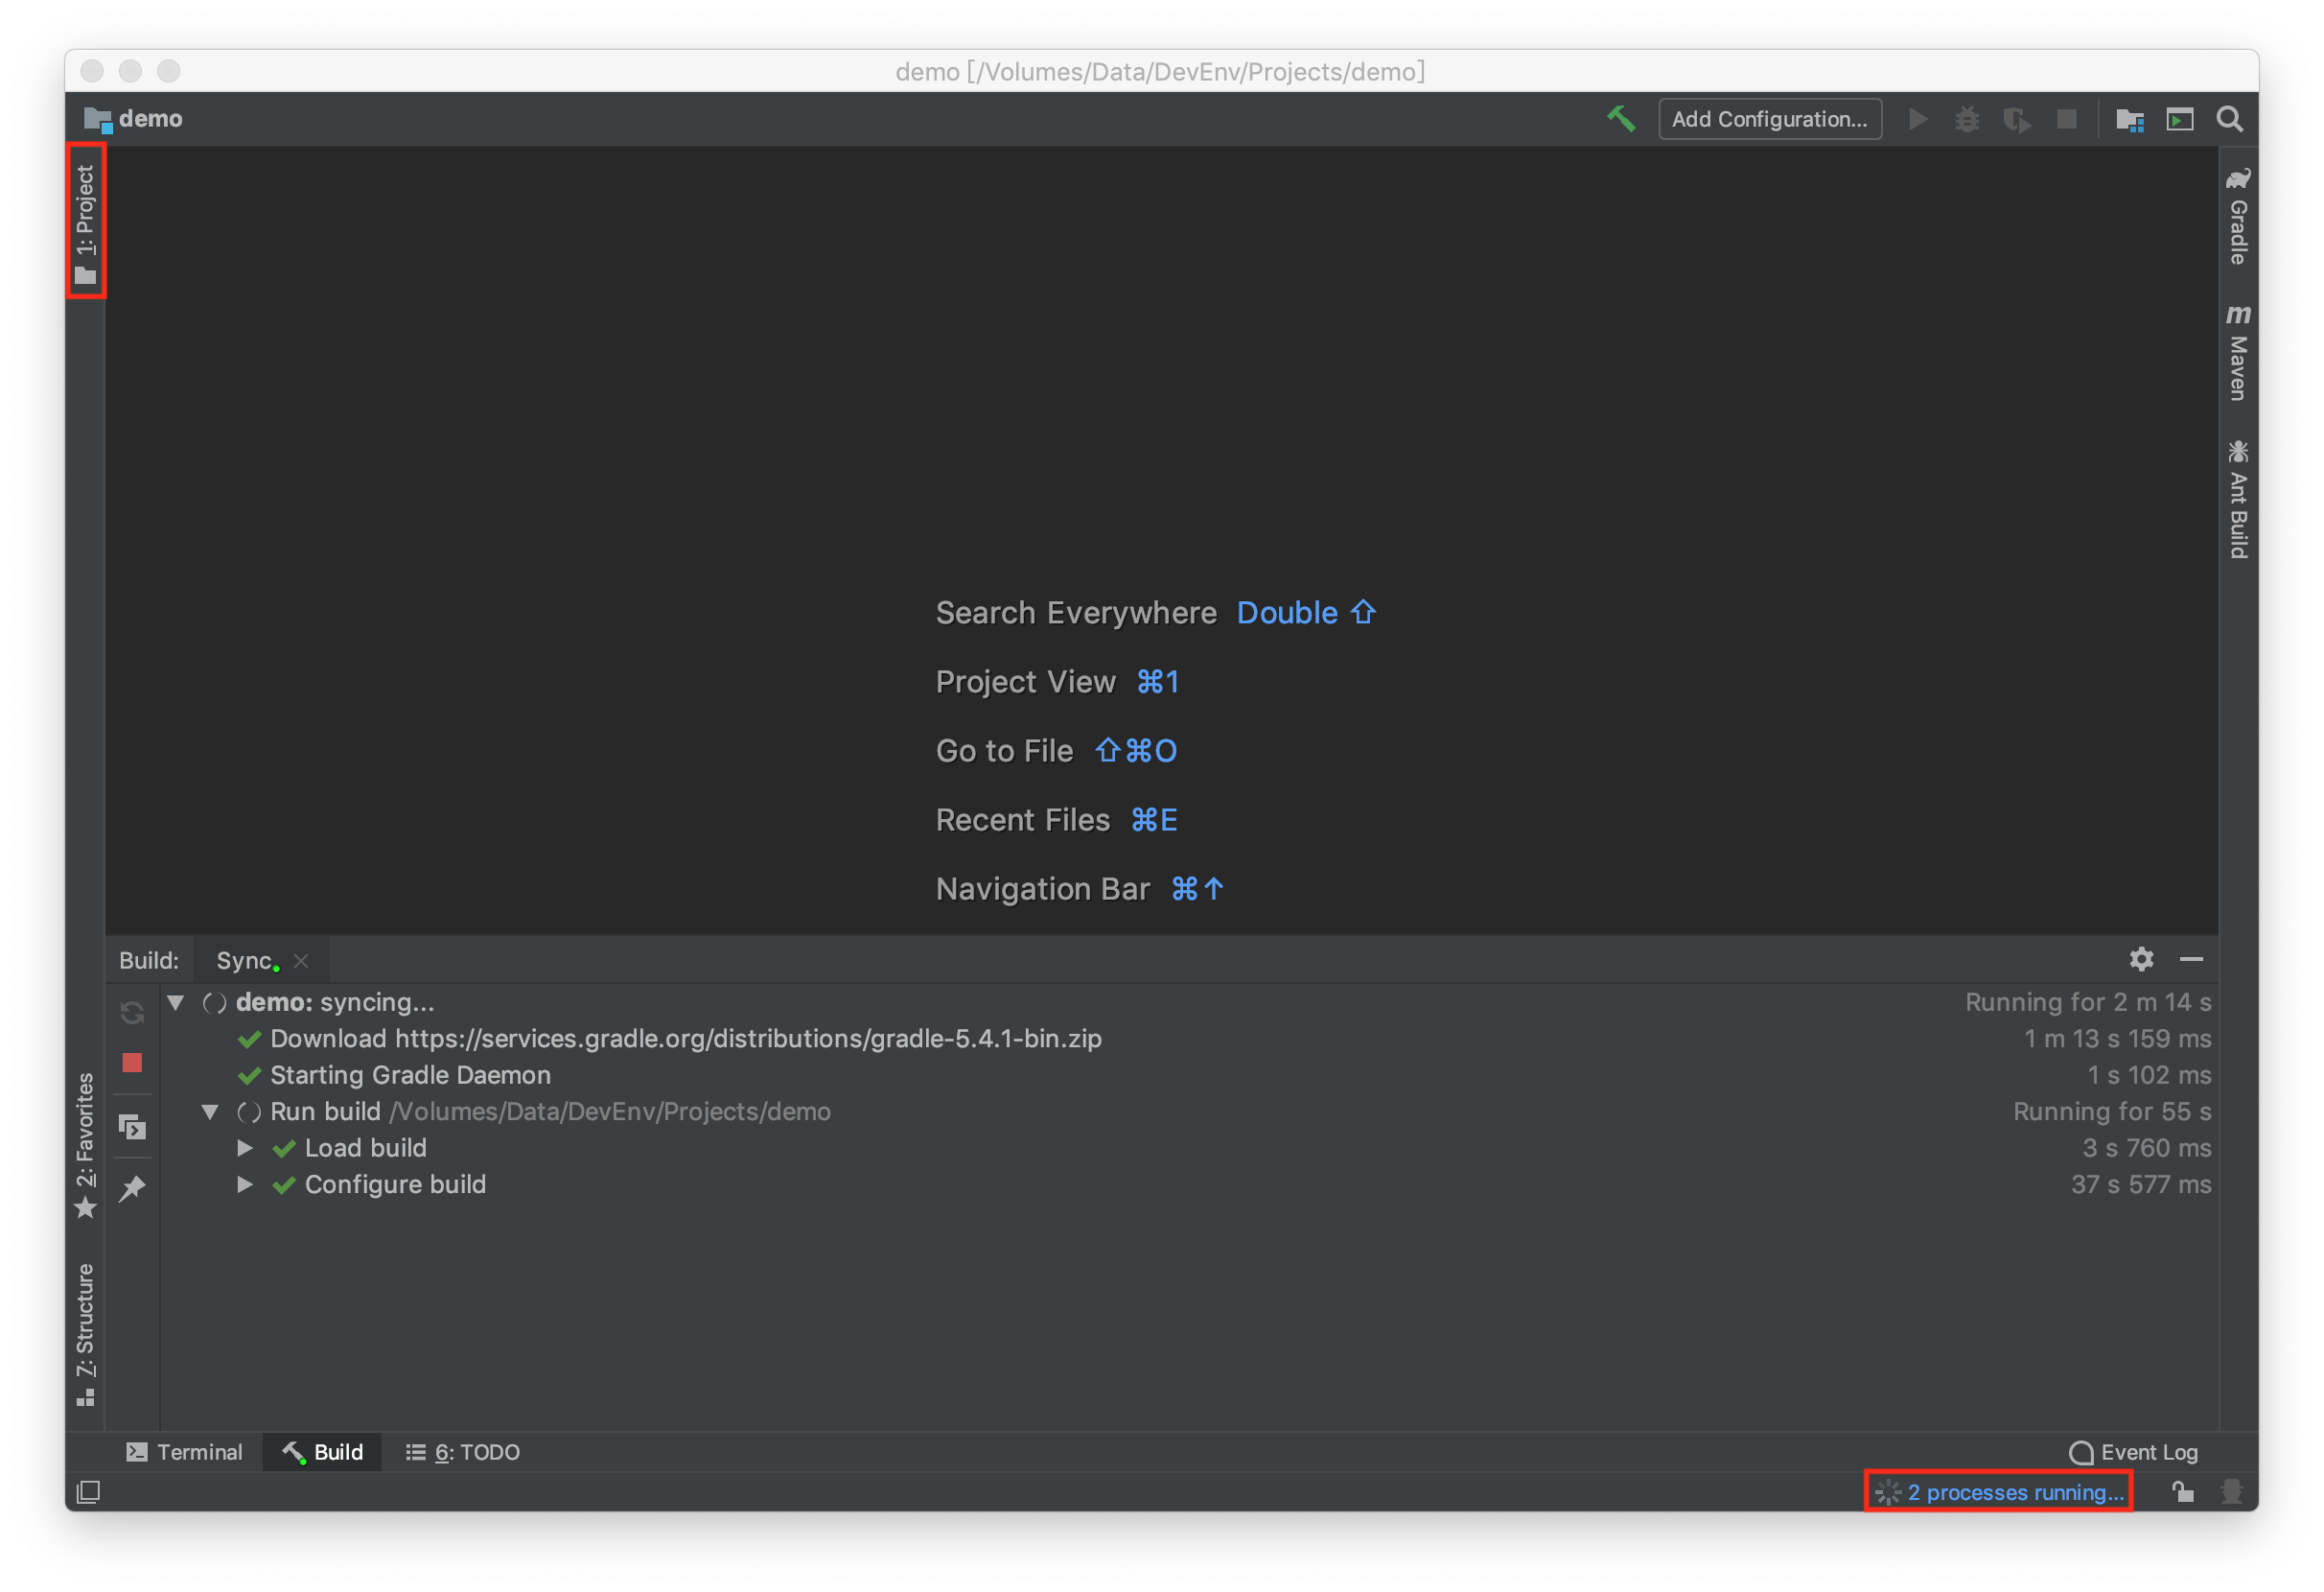 demo [/Volumes/Data/DevEnv/Projects/demo]
demo
Add Configuration...
1: Project
Gradle
m
Maven
Ant Build
Search Everywhere Double ⇧
Project View ⌘1
Go to File ⇧⌘O
Recent Files ⌘E
Navigation Bar ⌘↑
Build: Sync
demo: syncing... Running for 2 m 14 s
Download https://services.gradle.org/distributions/gradle-5.4.1-bin.zip 1 m 13 s 159 ms
Starting Gradle Daemon 1 s 102 ms
Run build /Volumes/Data/DevEnv/Projects/demo Running for 55 s
Load build 3 s 760 ms
Configure build 37 s 577 ms
2: Favorites
7: Structure
Terminal Build 6: TODO Event Log
2 processes running...